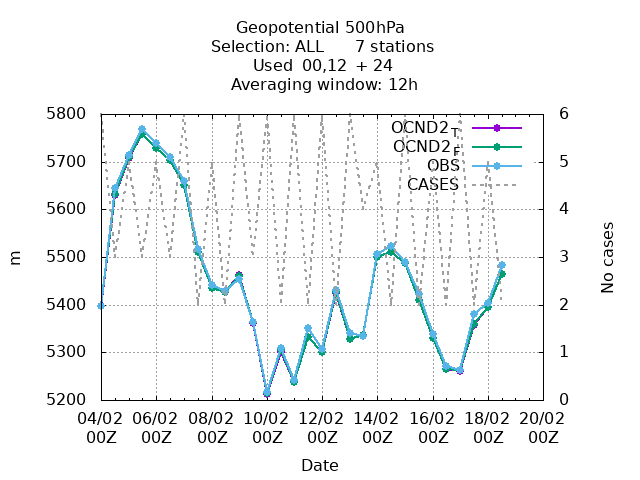 Geopotential 500hPa
Selection: ALL 7 stations
Used 00,12 + 24
Averaging window: 12h
OCND2T
OCND2F
OBS
CASES
5800
5700
5600
5500
5400
5300
5200
m
6
5
4
3
2
1
0
No cases
04/02 06/02 08/02 10/02 12/02 14/02 16/02 18/02 20/02
00Z 00Z 00Z 00Z 00Z 00Z 00Z 00Z 00Z
Date